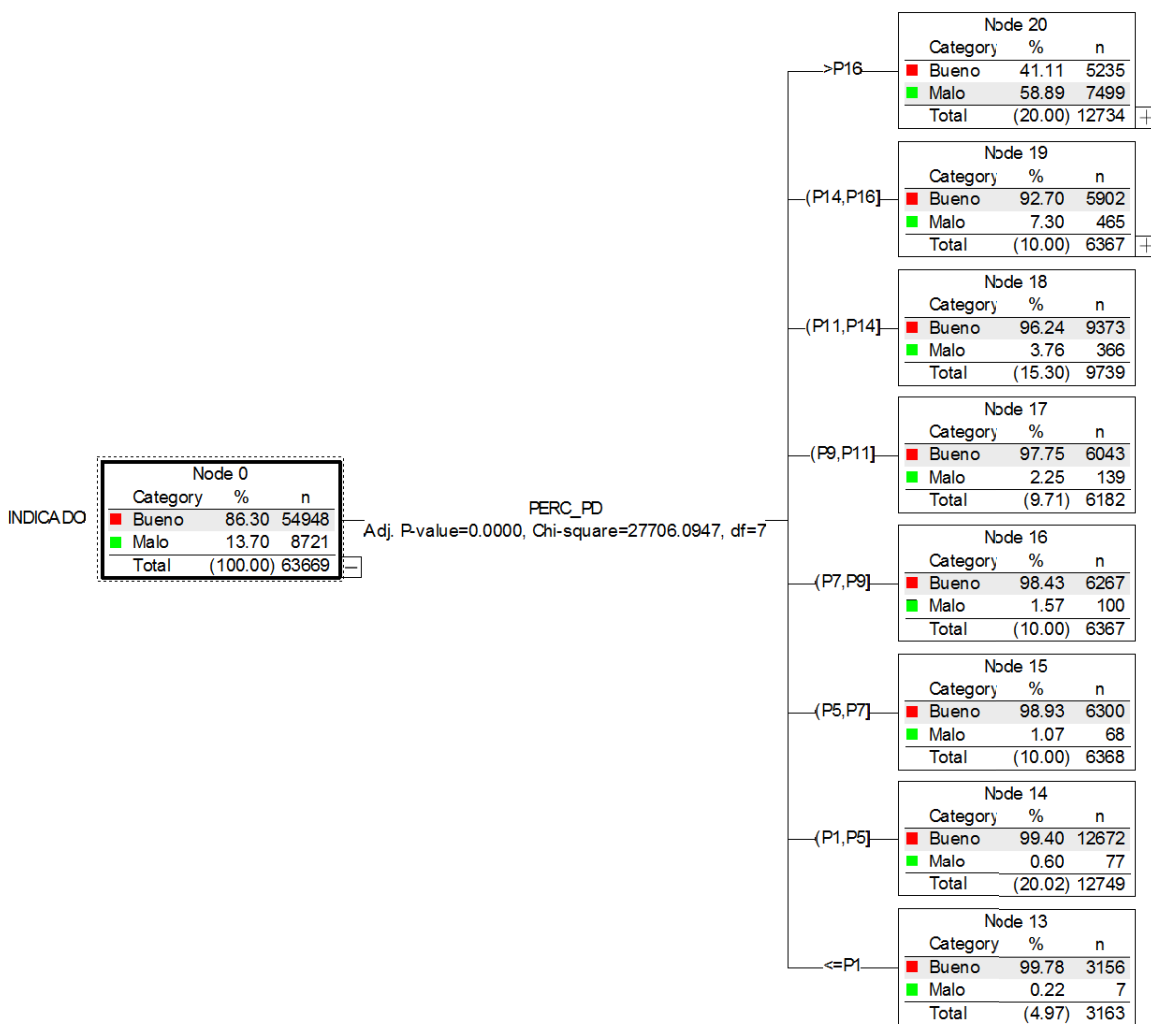 INDICADO
Node 0
Category % n
Bueno 86.30 54948
Malo 13.70 8721
Total (100.00) 63669
PERC_PD
Adj. P-value=0.0000, Chi-square=27706.0947, df=7
>P16
Node 20
Category % n
Bueno 41.11 5235
Malo 58.89 7499
Total (20.00) 12734
(P14,P16]
Node 19
Category % n
Bueno 92.70 5902
Malo 7.30 465
Total (10.00) 6367
(P11,P14]
Node 18
Category % n
Bueno 96.24 9373
Malo 3.76 366
Total (15.30) 9739
(P9,P11]
Node 17
Category % n
Bueno 97.75 6043
Malo 2.25 139
Total (9.71) 6182
(P7,P9]
Node 16
Category % n
Bueno 98.43 6267
Malo 1.57 100
Total (10.00) 6367
(P5,P7]
Node 15
Category % n
Bueno 98.93 6300
Malo 1.07 68
Total (10.00) 6368
(P1,P5]
Node 14
Category % n
Bueno 99.40 12672
Malo 0.60 77
Total (20.02) 12749
<=P1
Node 13
Category % n
Bueno 99.78 3156
Malo 0.22 7
Total (4.97) 3163